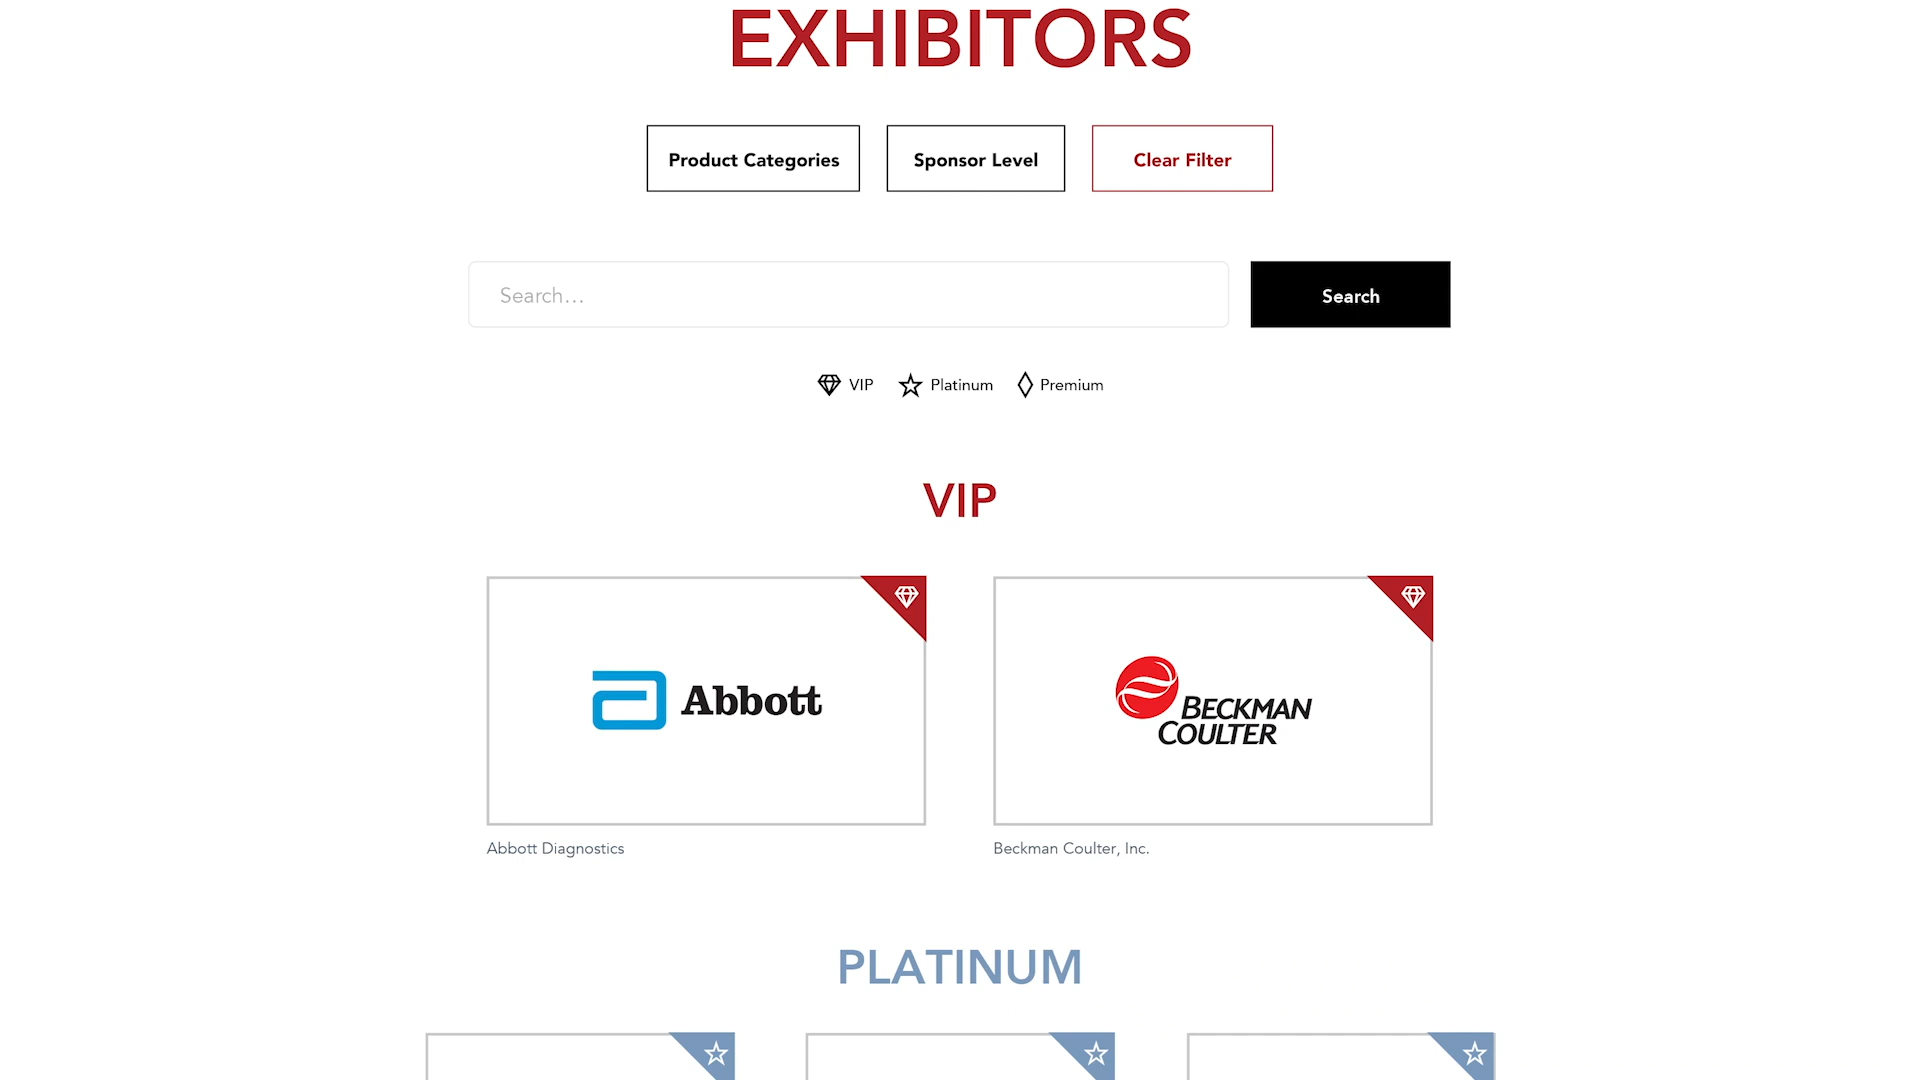 EXHIBITORS
Product Categories
Sponsor Level
Clear Filter
Search...
Search
VIP
Platinum
Premium
VIP
Abbott
BECKMAN
COULTER
Abbott Diagnostics
Beckman Coulter, Inc.
PLATINUM